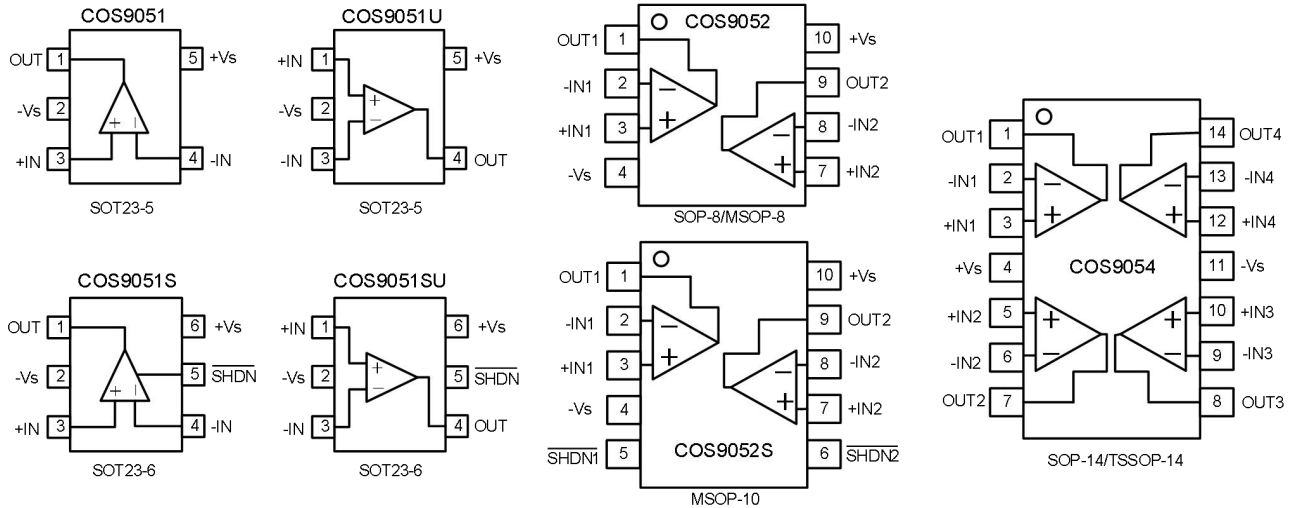 COS9051
OUT 1 5 +Vs
-Vs 2
+IN 3 + − 4 -IN
SOT23-5
COS9051U
+IN 1 5 +Vs
-Vs 2 + −
-IN 3 4 OUT
SOT23-5
COS9052
OUT1 1 10 +Vs
-IN1 2 − 9 OUT2
+IN1 3 + − 8 -IN2
-Vs 4 + 7 +IN2
SOP-8/MSOP-8
COS9051S
OUT 1 6 +Vs
-Vs 2 5 SHDN
+IN 3 + − 4 -IN
SOT23-6
COS9051SU
+IN 1 6 +Vs
-Vs 2 + − 5 SHDN
-IN 3 4 OUT
SOT23-6
OUT1 1 10 +Vs
-IN1 2 − 9 OUT2
+IN1 3 + − 8 -IN2
-Vs 4 + 7 +IN2
SHDN1 5 COS9052S 6 SHDN2
MSOP-10
OUT1 1 14 OUT4
-IN1 2 − − 13 -IN4
+IN1 3 + + 12 +IN4
+Vs 4 COS9054 11 -Vs
+IN2 5 + + 10 +IN3
-IN2 6 − − 9 -IN3
OUT2 7 8 OUT3
SOP-14/TSSOP-14